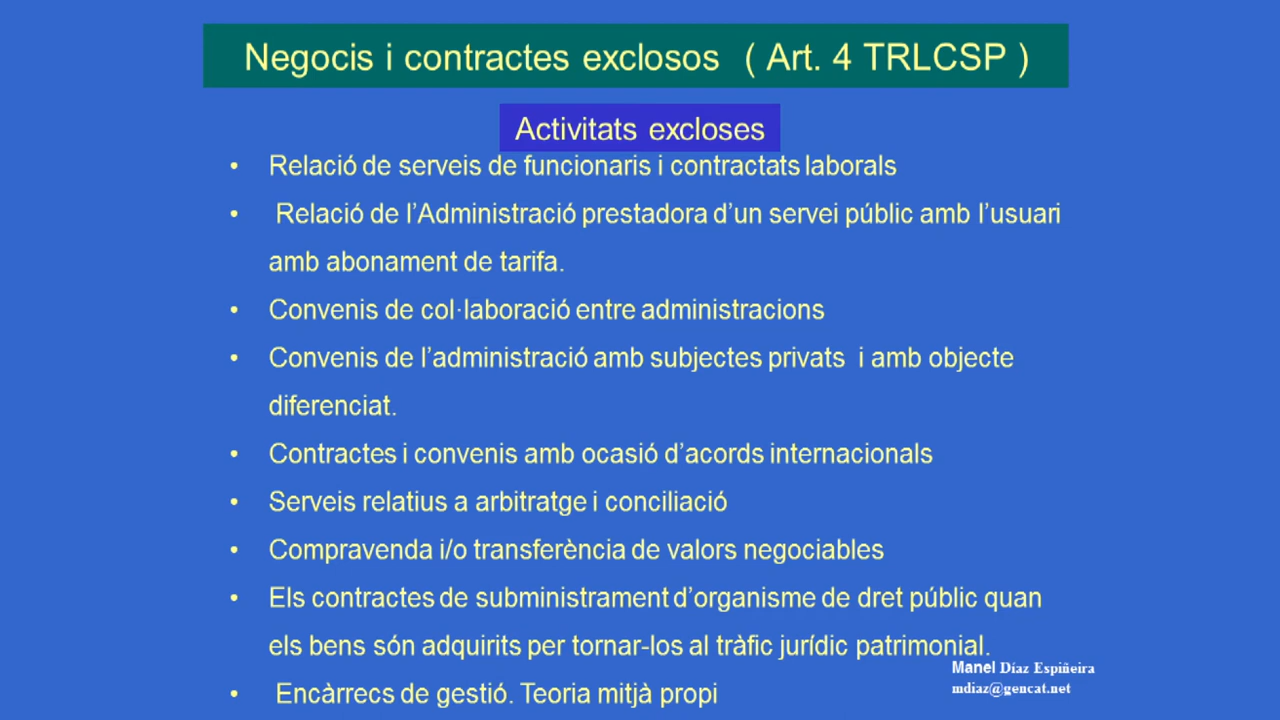 Negocis i contractes exclosos ( Art. 4 TRLCSP )
Activitats excloses
• Relació de serveis de funcionaris i contractats laborals
• Relació de l’Administració prestadora d’un servei públic amb l’usuari
amb abonament de tarifa.
• Convenis de col·laboració entre administracions
• Convenis de l’administració amb subjectes privats i amb objecte
diferenciat.
• Contractes i convenis amb ocasió d’acords internacionals
• Serveis relatius a arbitratge i conciliació
• Compravenda i/o transferència de valors negociables
• Els contractes de subministrament d’organisme de dret públic quan
els bens són adquirits per tornar-los al tràfic jurídic patrimonial.
• Encàrrecs de gestió. Teoria mitjà propi
Manel Díaz Espiñeira
mdiaz@gencat.net